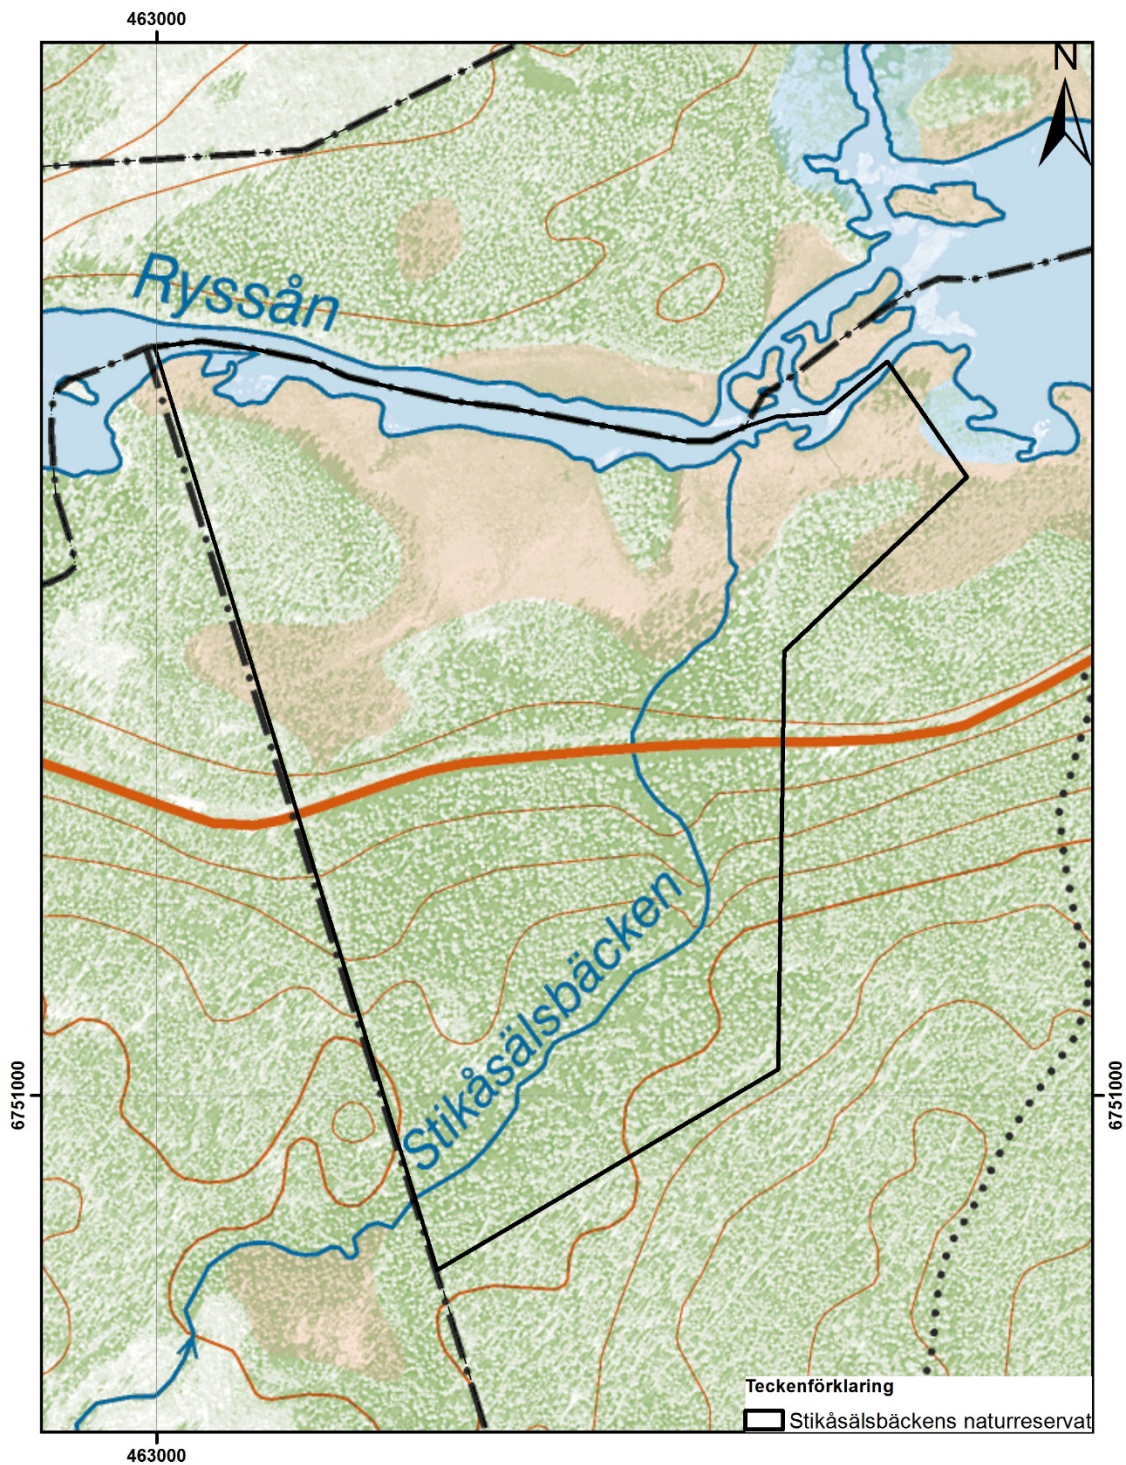 463000
N
Ryssån
Stikåsälsbäcken
6751000
6751000
Teckenförklaring
Stikåsälsbäckens naturreservat
463000